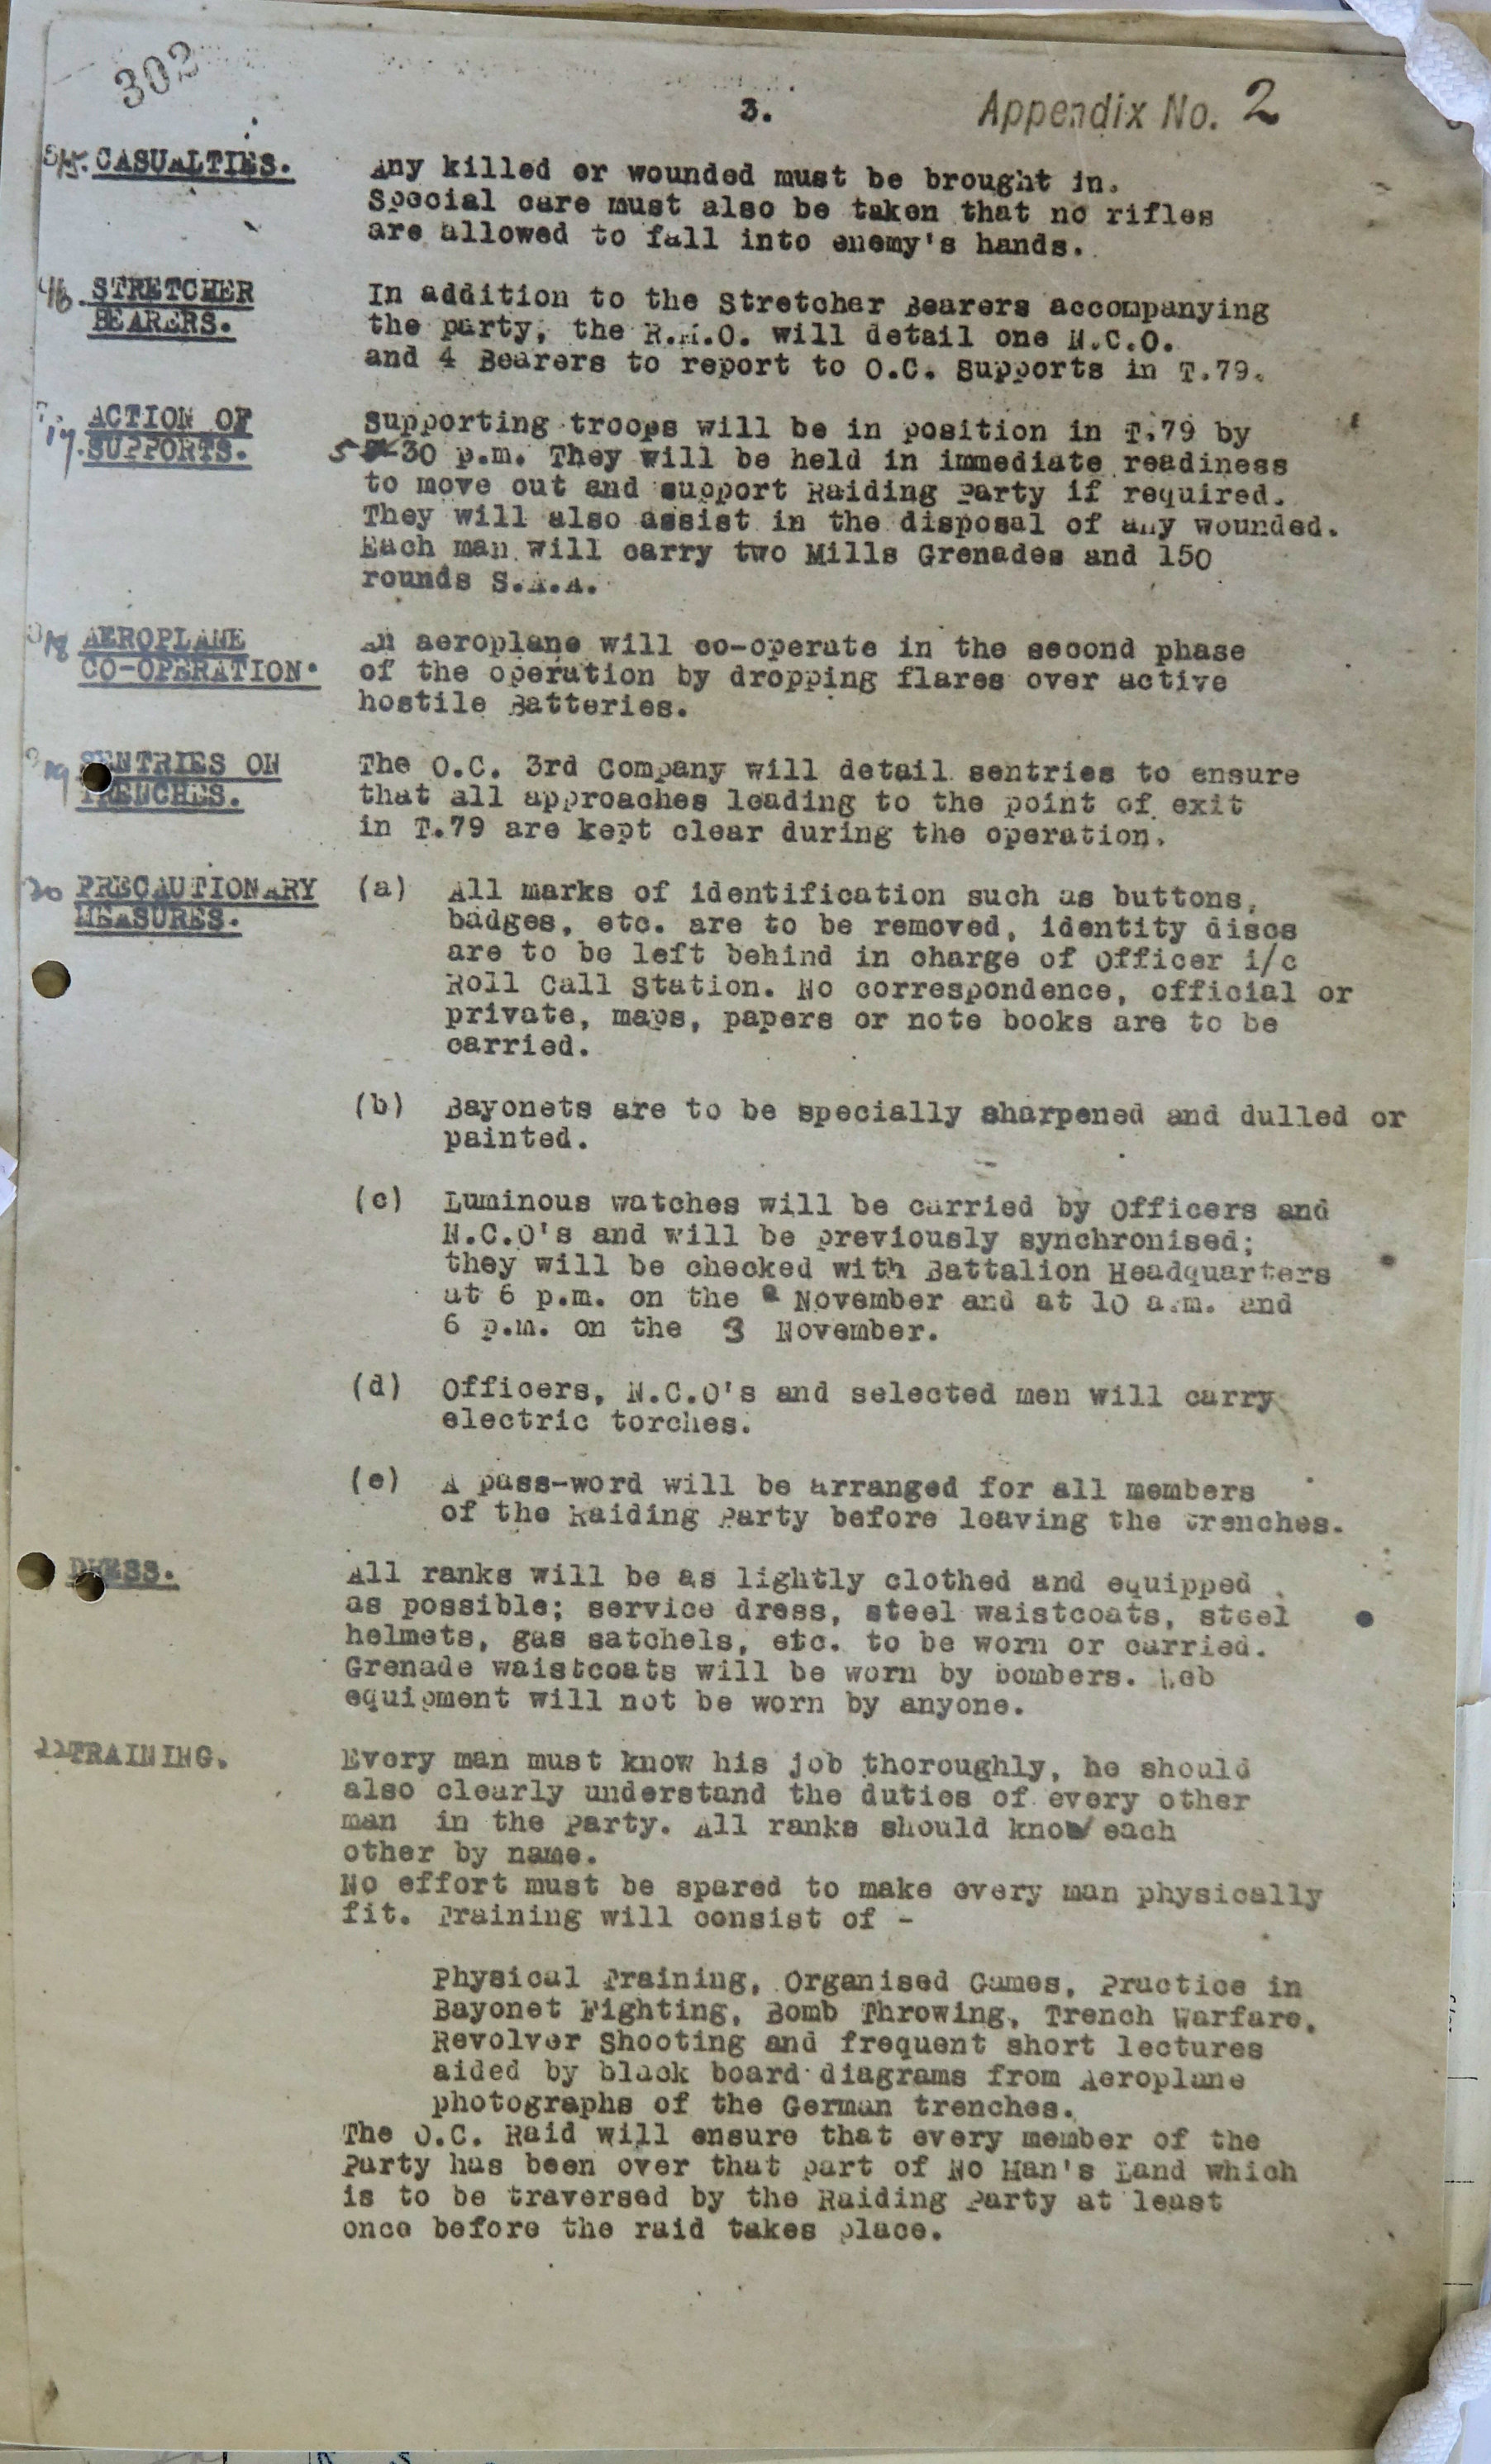 302
3.
Appendix No. 2
15. CASUALTIES. Any killed or wounded must be brought in.
Special care must also be taken that no rifles
are allowed to fall into enemy's hands.
16. STRETCHER In addition to the Stretcher Bearers accompanying
BEARERS. the party, the R.M.O. will detail one N.C.O.
and 4 Bearers to report to O.C. Supports in T.79.
ACTION OF Supporting troops will be in position in T.79 by
17. SUPPORTS. 5 30 p.m. They will be held in immediate readiness
to move out and support Raiding Party if required.
They will also assist in the disposal of any wounded.
Each man will carry two Mills Grenades and 150
rounds S.A.A.
18 AEROPLANE An aeroplane will co-operate in the second phase
CO-OPERATION. of the operation by dropping flares over active
hostile Batteries.
19 SENTRIES ON The O.C. 3rd Company will detail sentries to ensure
TRENCHES. that all approaches leading to the point of exit
in T.79 are kept clear during the operation.
20 PRECAUTIONARY (a) All marks of identification such as buttons,
MEASURES. badges, etc. are to be removed, identity discs
are to be left behind in charge of Officer i/c
Roll Call Station. No correspondence, official or
private, maps, papers or note books are to be
carried.
(b) Bayonets are to be specially sharpened and dulled or
painted.
(c) Luminous watches will be carried by Officers and
N.C.O's and will be previously synchronised;
they will be checked with Battalion Headquarters
at 6 p.m. on the 2 November and at 10 a.m. and
6 p.m. on the 3 November.
(d) Officers, N.C.O's and selected men will carry
electric torches.
(e) A pass-word will be arranged for all members
of the Raiding Party before leaving the trenches.
DRESS. All ranks will be as lightly clothed and equipped
as possible; service dress, steel waistcoats, steel
helmets, gas satchels, etc. to be worn or carried.
Grenade waistcoats will be worn by bombers. Web
equipment will not be worn by anyone.
22 TRAINING. Every man must know his job thoroughly, he should
also clearly understand the duties of every other
man in the Party. All ranks should know each
other by name.
No effort must be spared to make every man physically
fit. Training will consist of -
Physical Training, Organised Games, Practice in
Bayonet Fighting, Bomb Throwing, Trench Warfare,
Revolver Shooting and frequent short lectures
aided by black board diagrams from Aeroplane
photographs of the German trenches.
The O.C. Raid will ensure that every member of the
Party has been over that part of No Man's Land which
is to be traversed by the Raiding Party at least
once before the raid takes place.